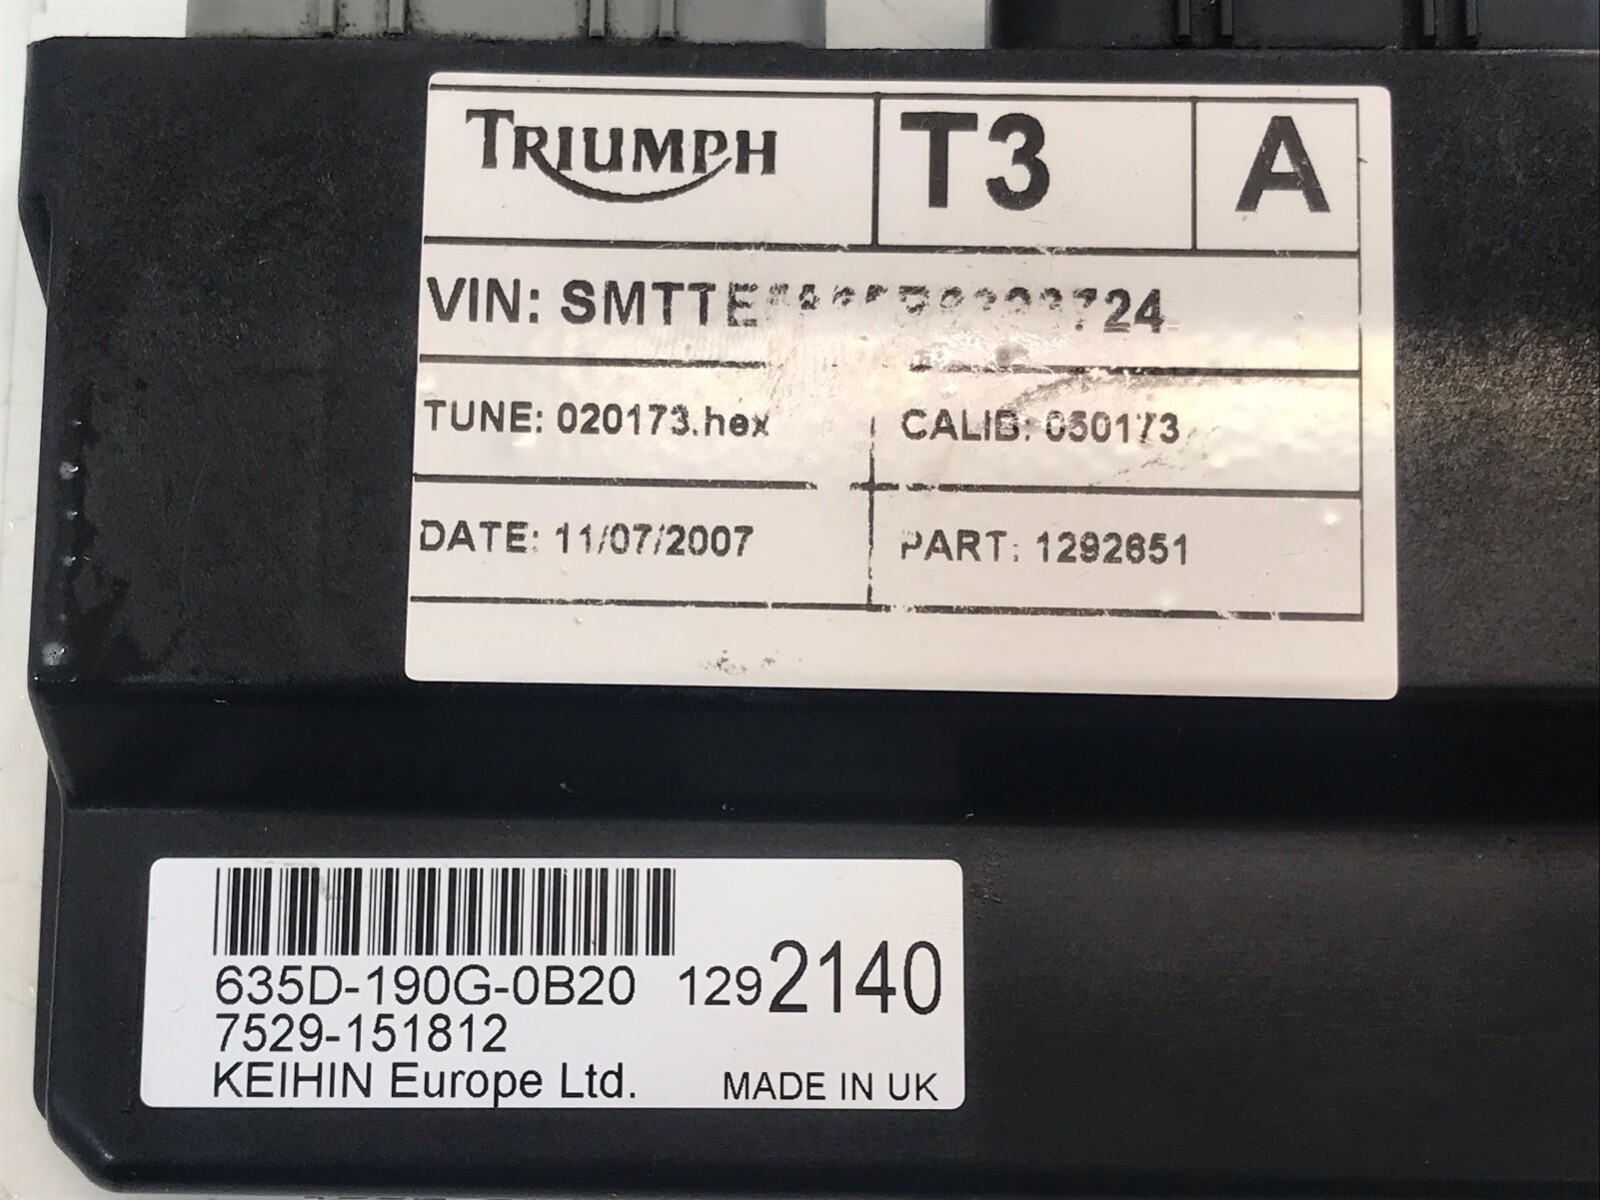 TRIUMPH T3 A
VIN:
TUNE: 020173.hex CALIB: 050173
DATE: 11/07/2007 PART: 1292651
635D-190G-0B20 1292140
7529-151812
KEIHIN Europe Ltd. MADE IN UK